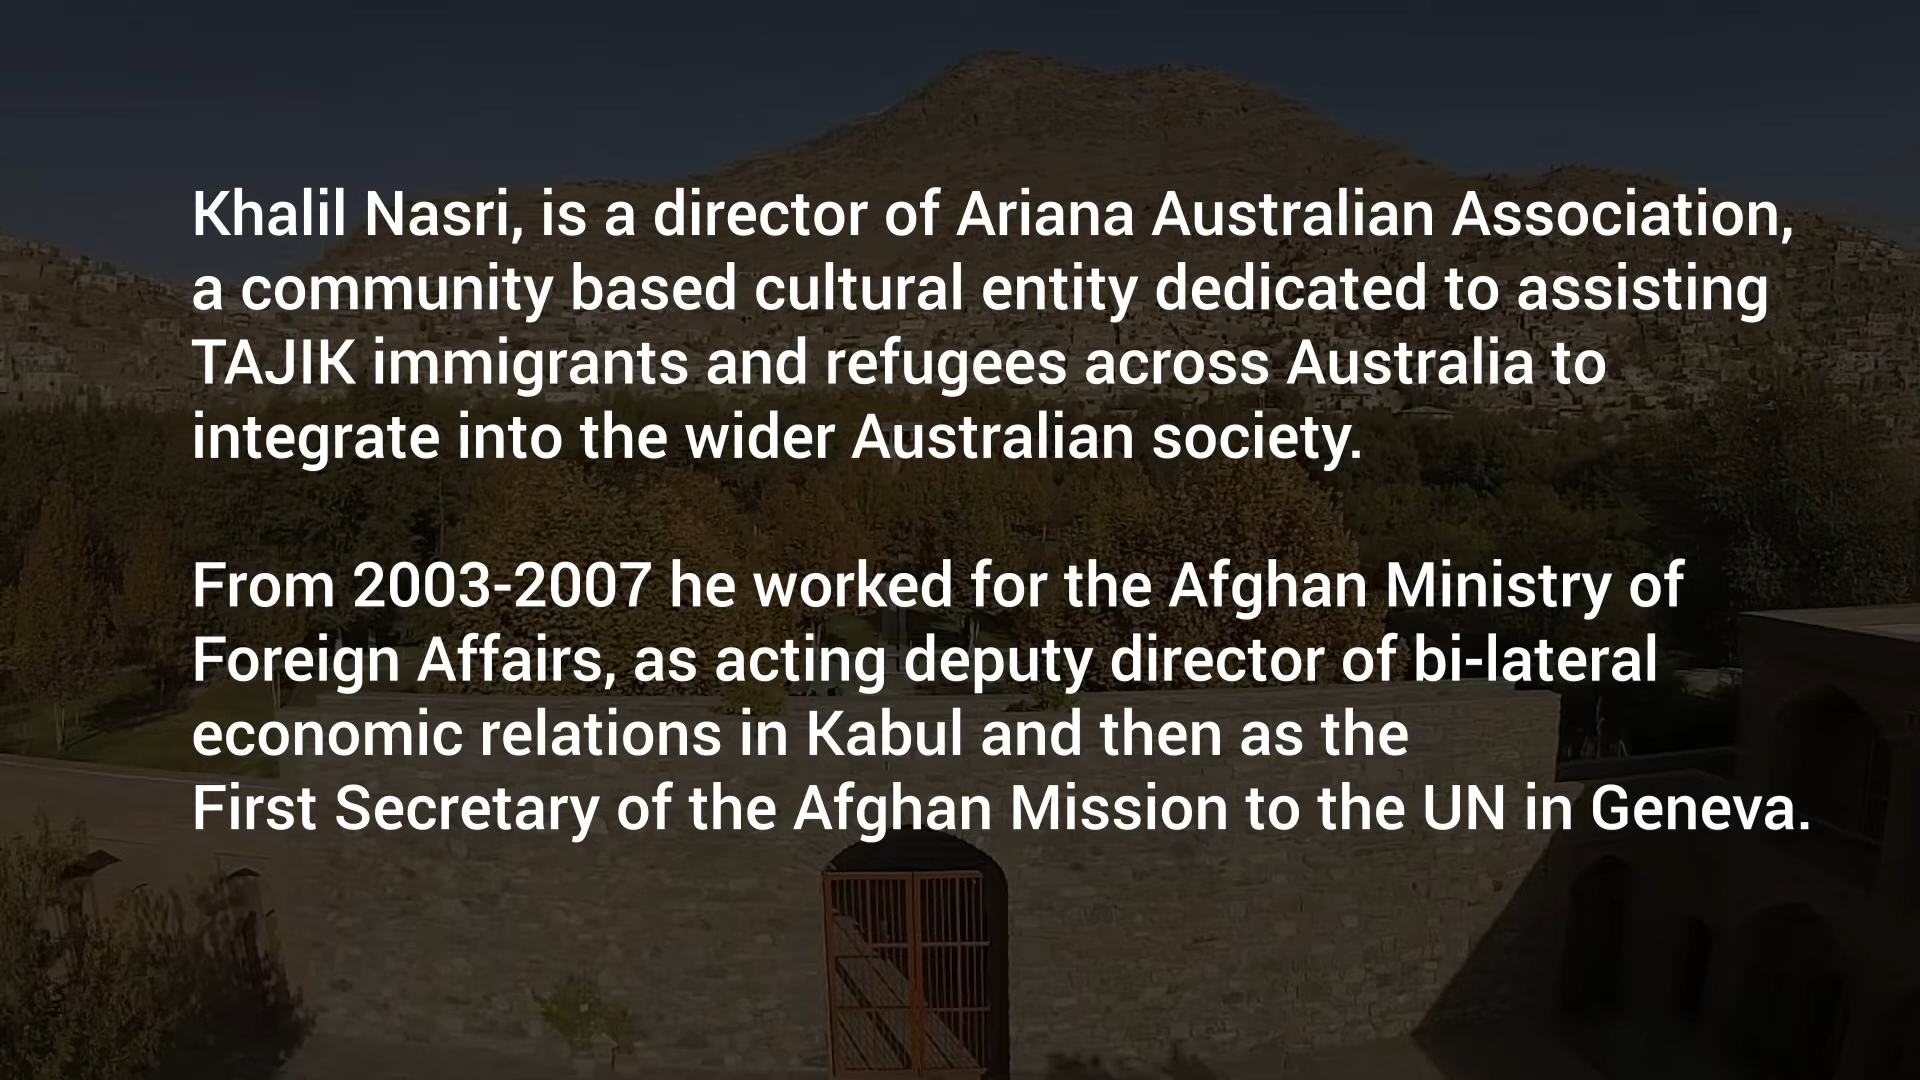 Khalil Nasri, is a director of Ariana Australian Association,
a community based cultural entity dedicated to assisting
TAJIK immigrants and refugees across Australia to
integrate into the wider Australian society.
From 2003-2007 he worked for the Afghan Ministry of
Foreign Affairs, as acting deputy director of bi-lateral
economic relations in Kabul and then as the
First Secretary of the Afghan Mission to the UN in Geneva.